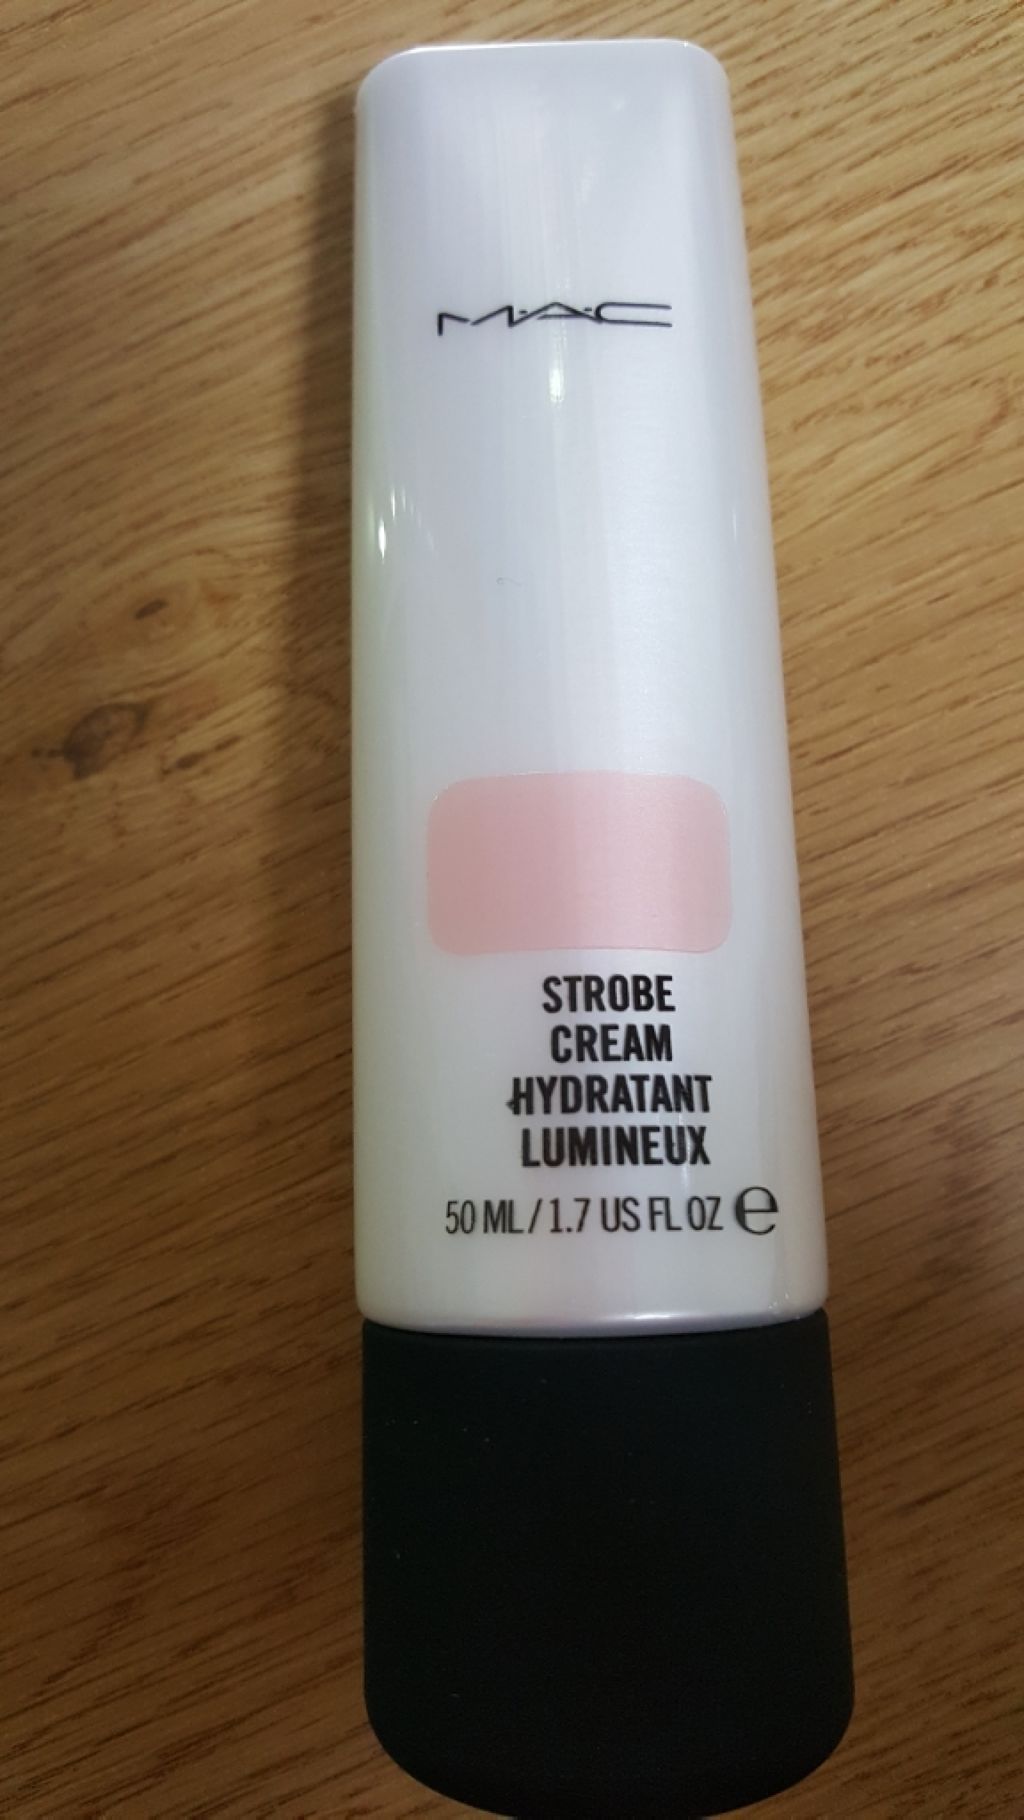 M·A·C
STROBE
CREAM
HYDRATANT
LUMINEUX
50 ML / 1.7 US FL OZ ℮